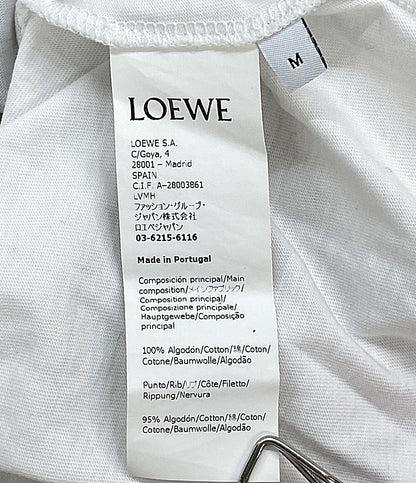 M
LOEWE
LOEWE S.A.
C/Goya, 4
28001 – Madrid
SPAIN
C.I.F. A-28003861
LVMH
ファッション・グループ・
ジャパン株式会社
ロエベジャパン
03-6215-6116
Made in Portugal
Composición principal/Main
composition/メインファブリック/
Composition principal/
Composizione principale/
Hauptgewebe/Composição
principal
100% Algodón/Cotton/綿/Coton/
Cotone/Baumwolle/Algodão
Punto/Rib/リブ/Côte/Filetto/
Rippung/Nervura
95% Algodón/Cotton/綿/Coton/
Cotone/Baumwolle/Algodão